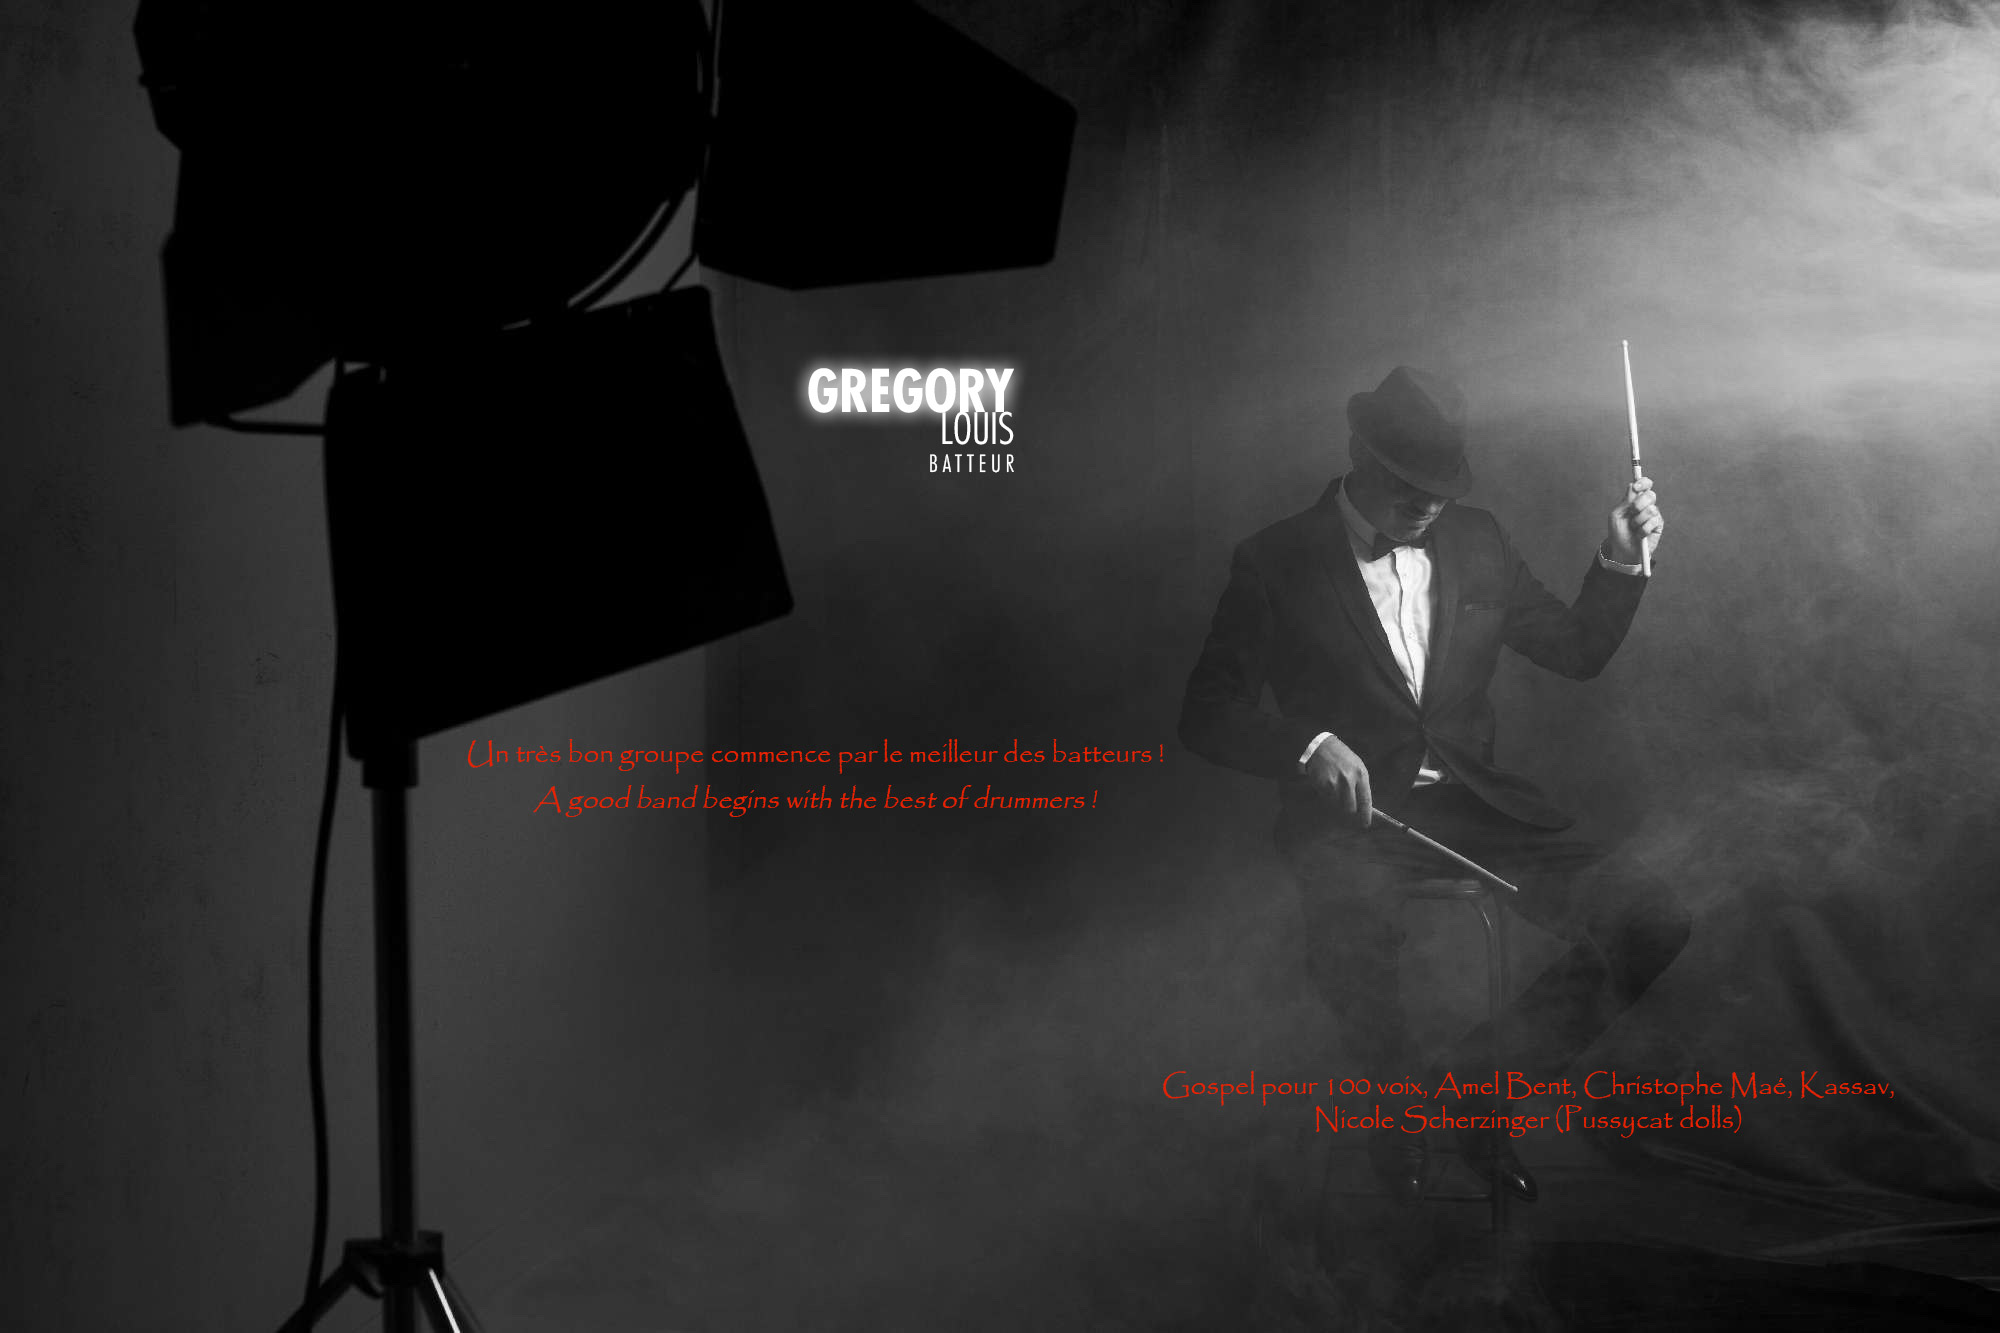 GREGORY
LOUIS
BATTEUR
Un très bon groupe commence par le meilleur des batteurs !
A good band begins with the best of drummers !
Gospel pour 100 voix, Amel Bent, Christophe Maé, Kassav,
Nicole Scherzinger (Pussycat dolls)